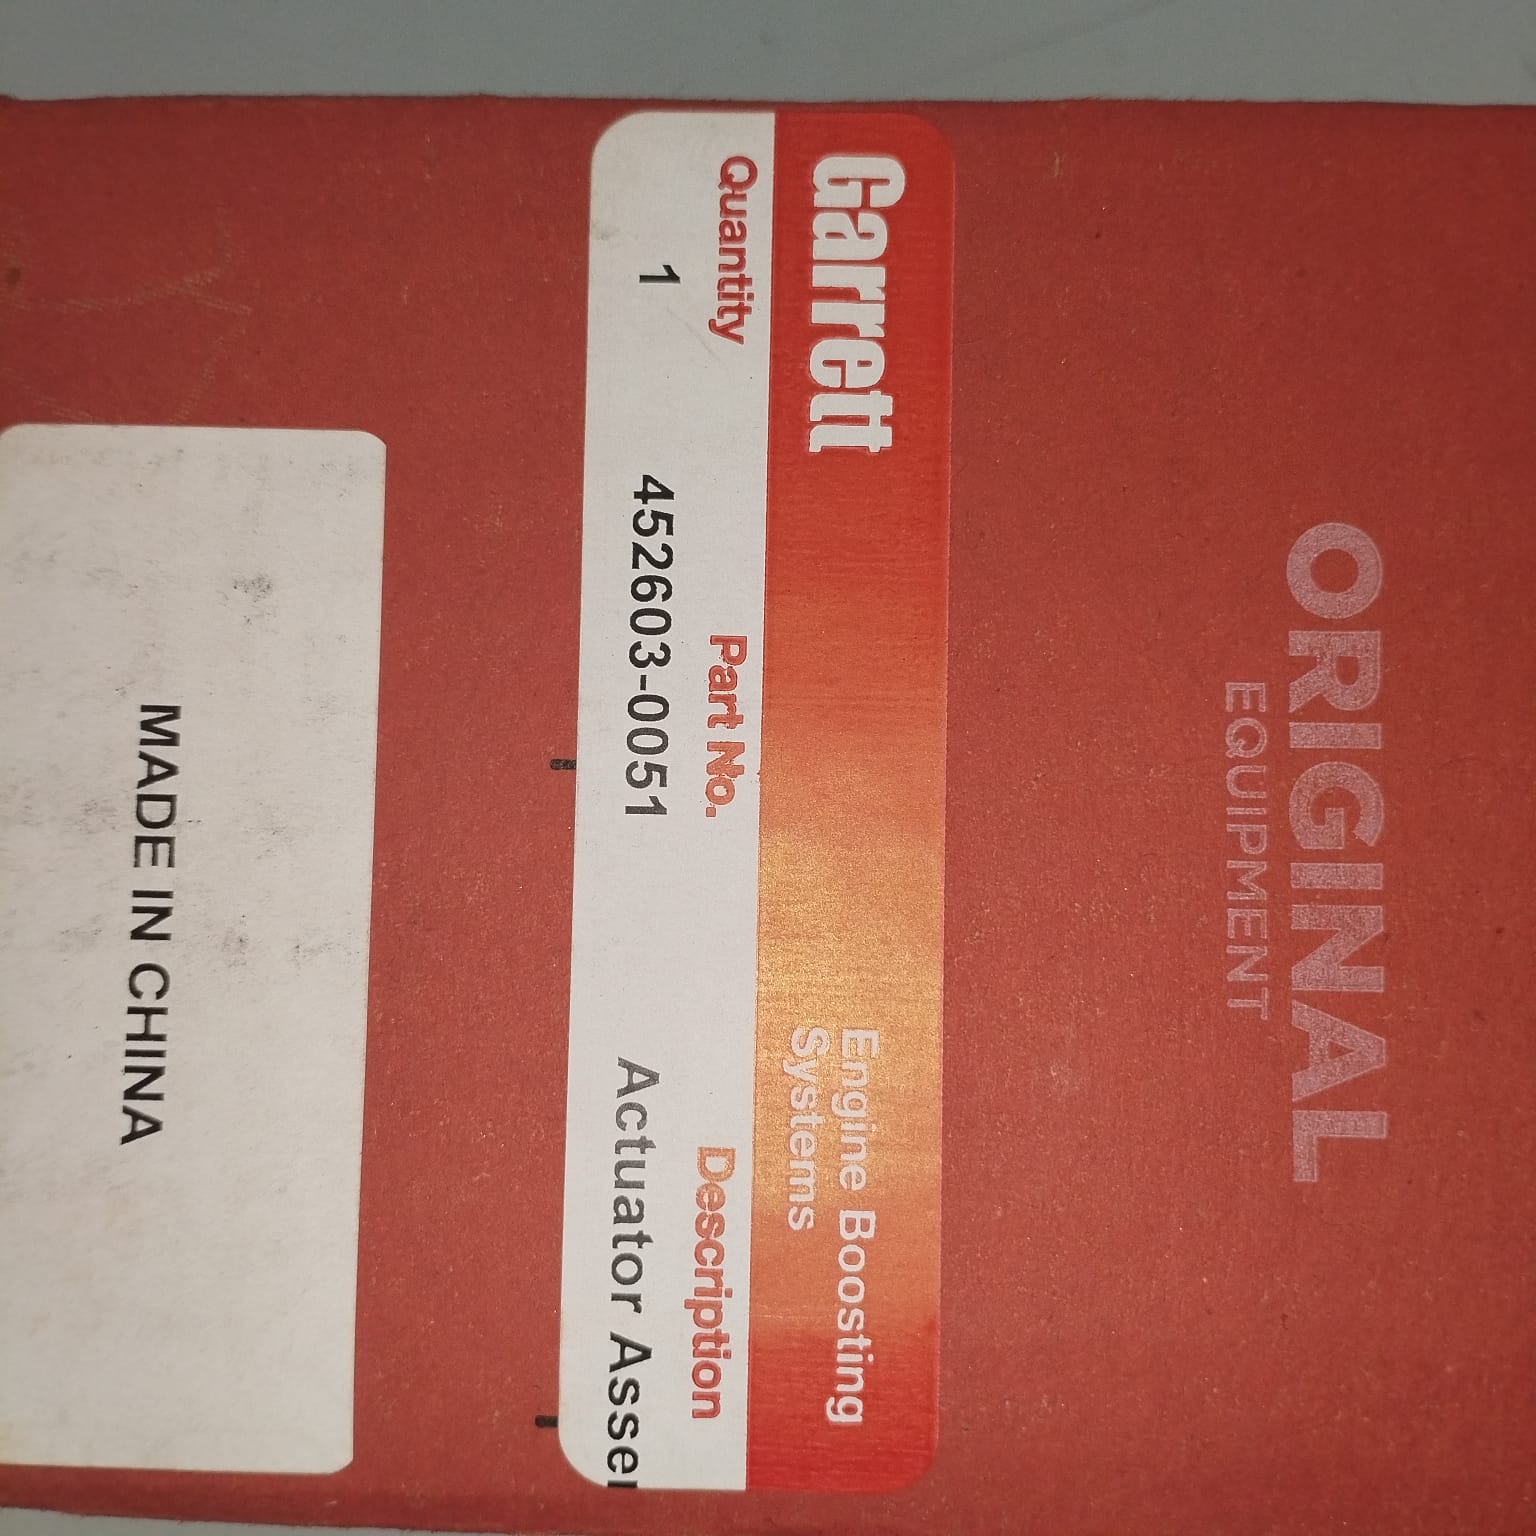 ORIGINAL
EQUIPMENT
Garrett
Engine Boosting
Systems
Quantity Part No. Description
1 452603-0051 Actuator Asse
MADE IN CHINA